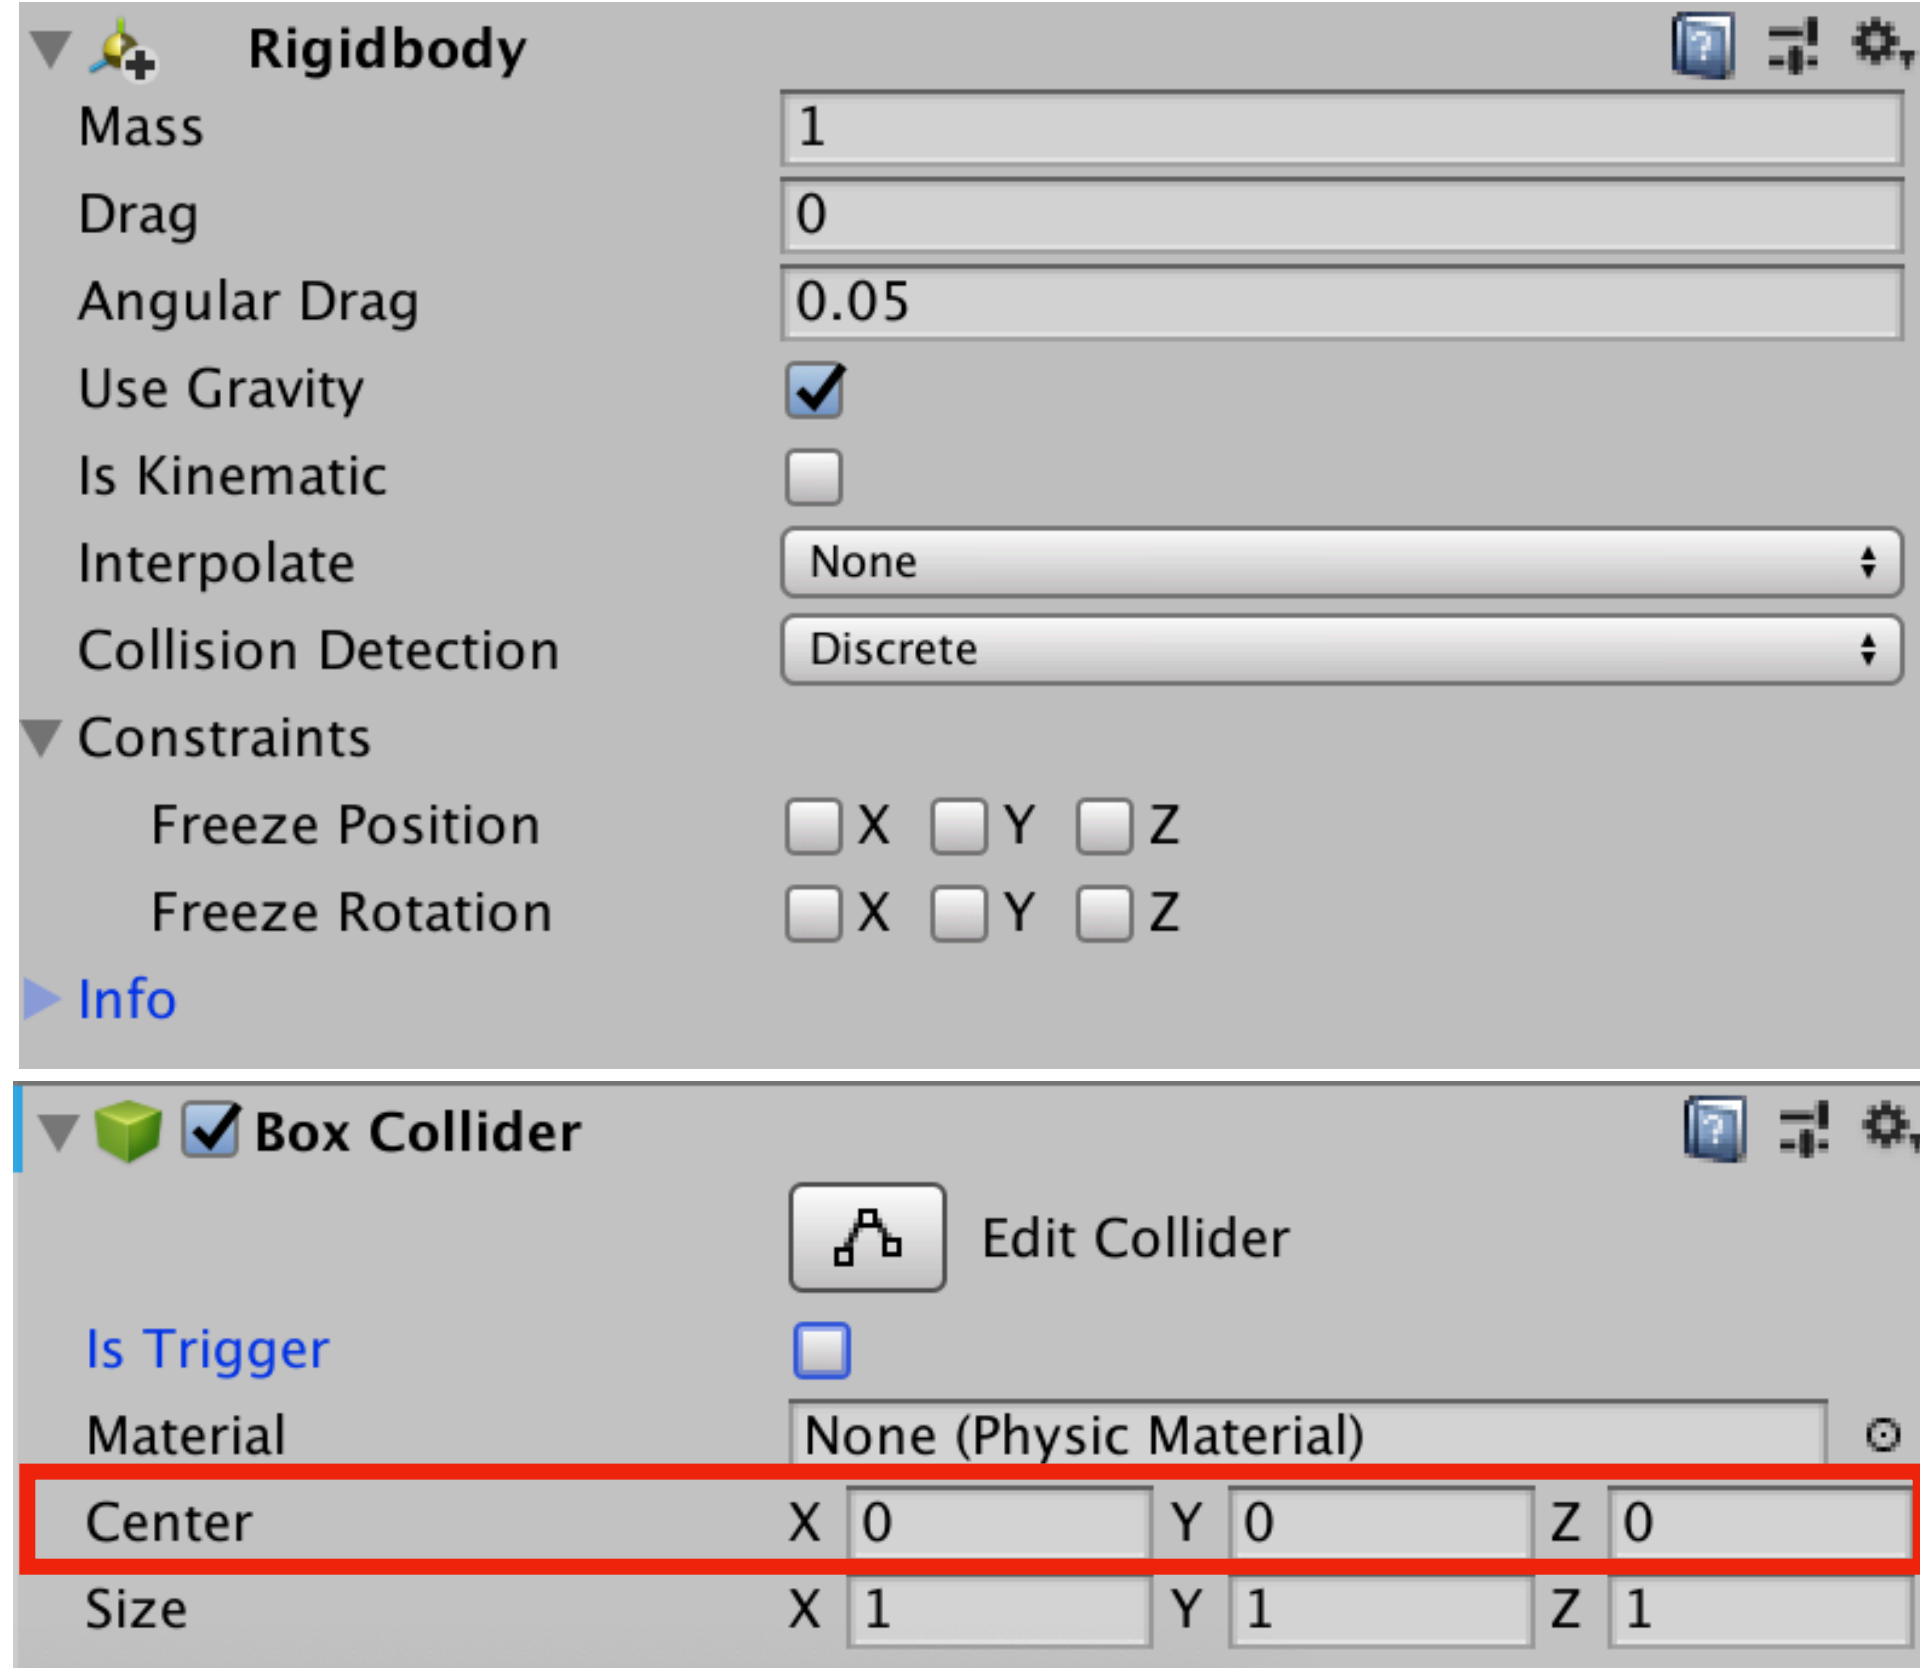 Rigidbody
Mass 1
Drag 0
Angular Drag 0.05
Use Gravity
Is Kinematic
Interpolate None
Collision Detection Discrete
Constraints
Freeze Position X Y Z
Freeze Rotation X Y Z
Info
Box Collider
Edit Collider
Is Trigger
Material None (Physic Material)
Center X 0 Y 0 Z 0
Size X 1 Y 1 Z 1